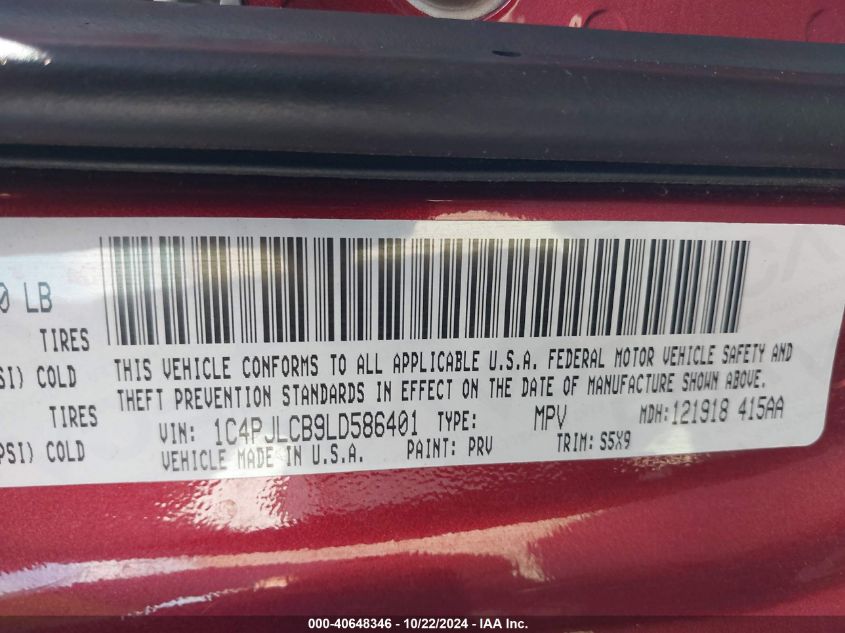 0 LB
TIRES
SI) COLD
TIRES
PSI) COLD
THIS VEHICLE CONFORMS TO ALL APPLICABLE U.S.A. FEDERAL MOTOR VEHICLE SAFETY AND
THEFT PREVENTION STANDARDS IN EFFECT ON THE DATE OF MANUFACTURE SHOWN ABOVE.
VIN: 1C4PJLCB9LD586401 TYPE: MPV MDH:121918 415AA
VEHICLE MADE IN U.S.A. PAINT: PRV TRIM: S5X9
000-40648346 - 10/22/2024 - IAA Inc.